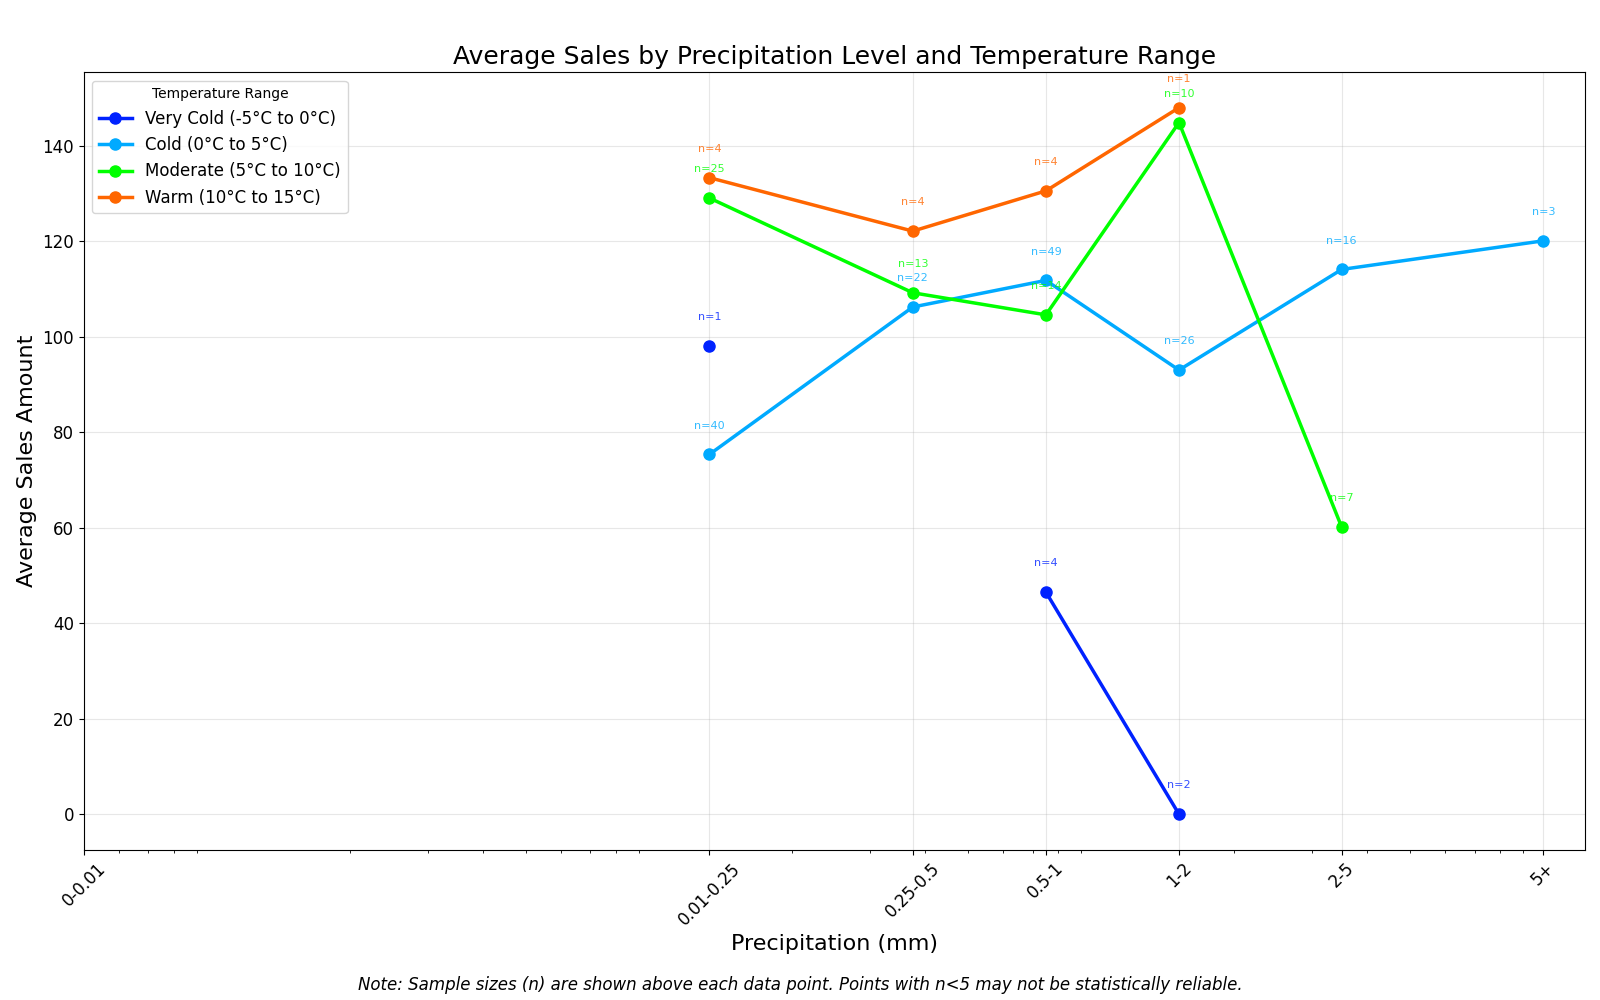 Average Sales by Precipitation Level and Temperature Range
Temperature Range
Very Cold (-5°C to 0°C)
Cold (0°C to 5°C)
Moderate (5°C to 10°C)
Warm (10°C to 15°C)
n=1
n=10
n=4
n=25
n=4
n=4
n=3
n=49
n=16
n=13
n=22
n=14
n=1
n=26
n=40
n=7
n=4
n=2
Average Sales Amount
140
120
100
80
60
40
20
0
0-0.01
0.01-0.25
0.25-0.5
0.5-1
1-2
2-5
5+
Precipitation (mm)
Note: Sample sizes (n) are shown above each data point. Points with n<5 may not be statistically reliable.